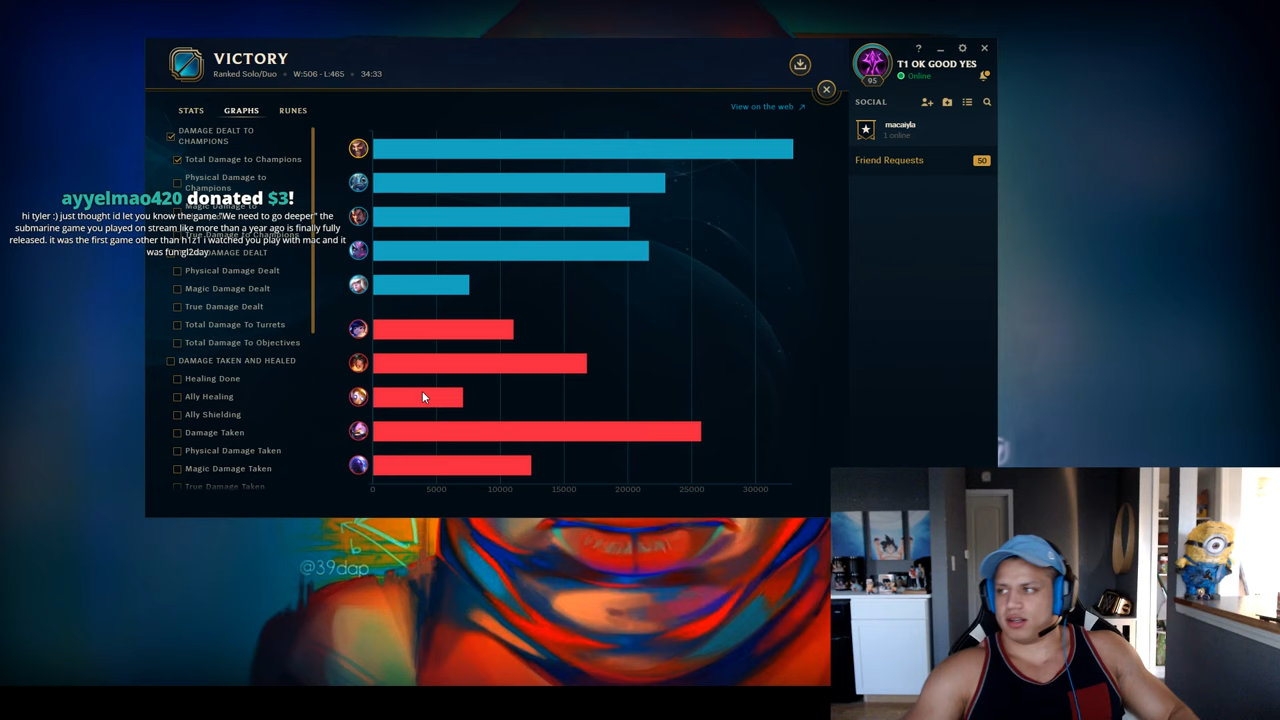 VICTORY
Ranked Solo/Duo • W:506 - L:465 • 34:33
?
T1 OK GOOD YES
95
Online
STATS GRAPHS RUNES
View on the web
SOCIAL
macaiyla
1 online
Friend Requests 50
DAMAGE DEALT TO
CHAMPIONS
Total Damage to Champions
Physical Damage to
Champions
ayyelmao420 donated $3!
hi tyler :) just thought id let you know the game "We need to go deeper" the
submarine game you played on stream like more than a year ago is finally fully
released. it was the first game other than h1z1 i watched you play with mac and it
was fun gl2day
DAMAGE DEALT
Physical Damage Dealt
Magic Damage Dealt
True Damage Dealt
Total Damage To Turrets
Total Damage To Objectives
DAMAGE TAKEN AND HEALED
Healing Done
Ally Healing
Ally Shielding
Damage Taken
Physical Damage Taken
Magic Damage Taken
True Damage Taken
0 5000 10000 15000 20000 25000 30000
@39dap